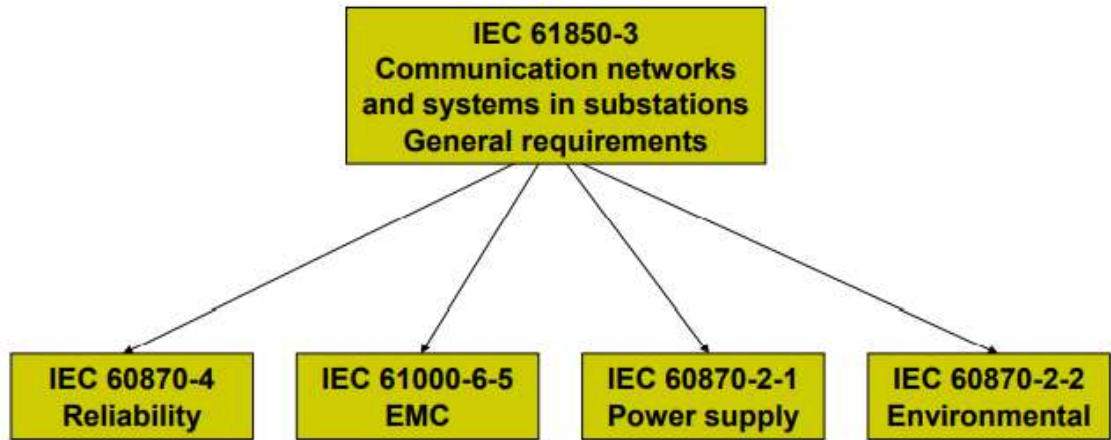 IEC 61850-3
Communication networks
and systems in substations
General requirements
IEC 60870-4
Reliability
IEC 61000-6-5
EMC
IEC 60870-2-1
Power supply
IEC 60870-2-2
Environmental